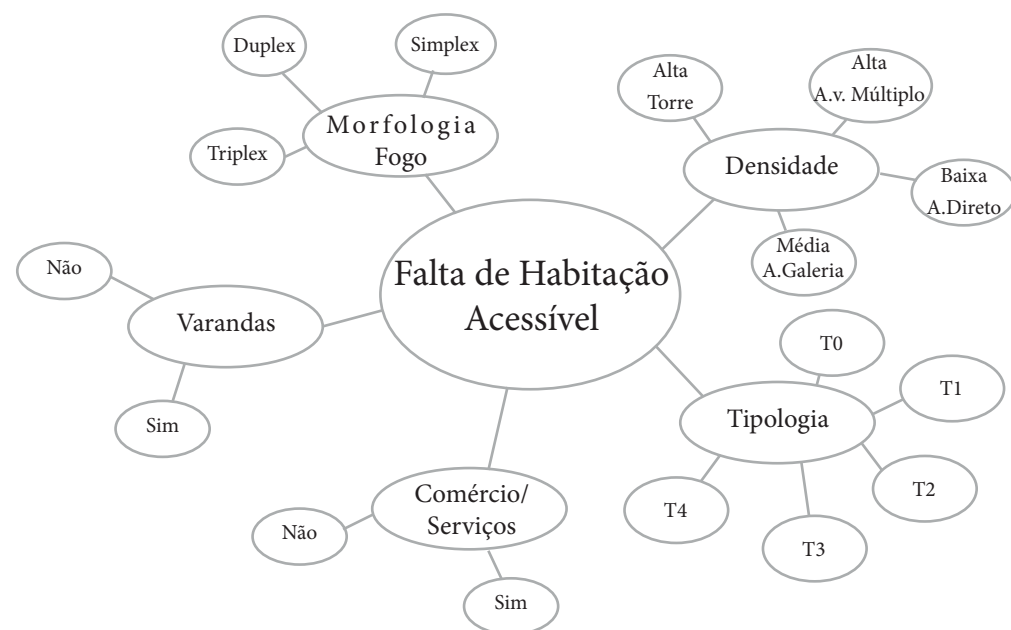 Duplex
Simplex
Morfologia
Fogo
Triplex
Alta
Torre
Alta
A.v. Múltiplo
Densidade
Baixa
A.Direto
Média
A.Galeria
Não
Varandas
Sim
Falta de Habitação
Acessível
T0
T1
Tipologia
T2
T3
T4
Comércio/
Serviços
Não
Sim